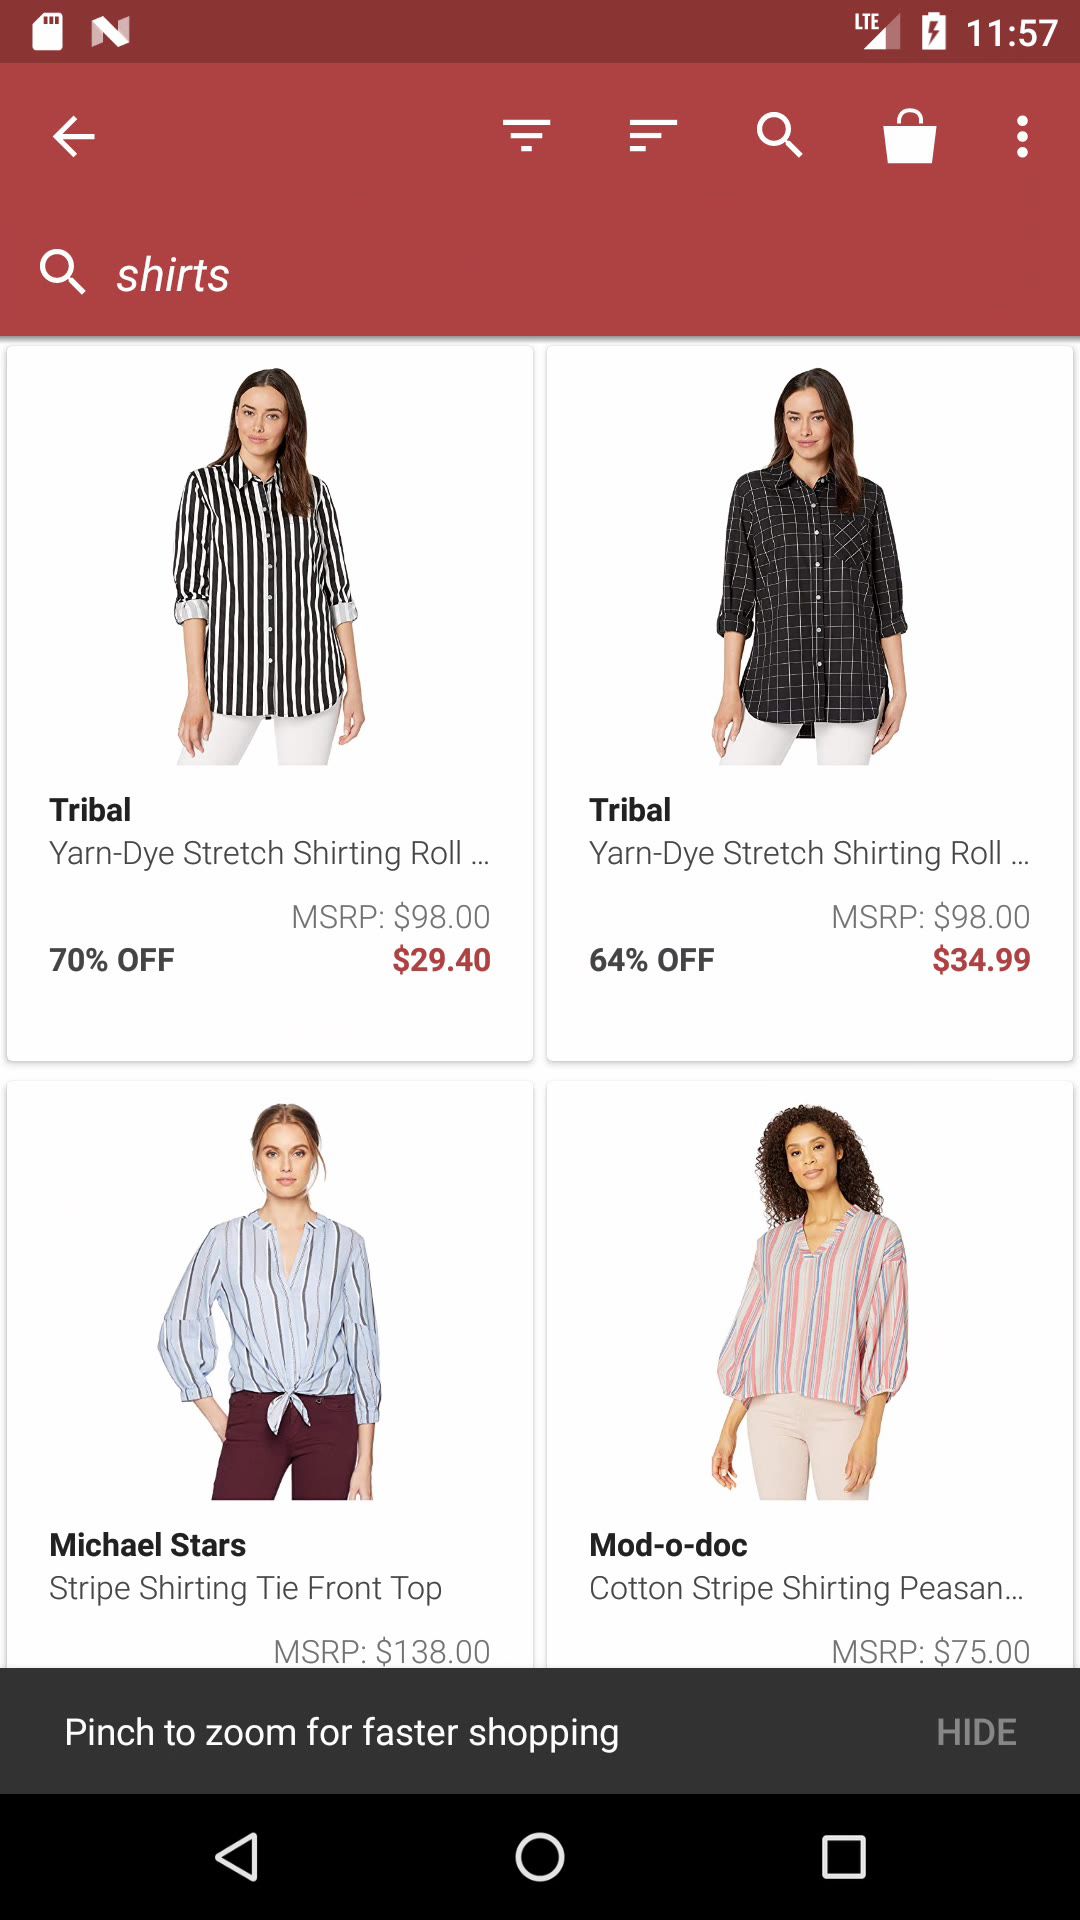 LTE 11:57
shirts
Tribal
Yarn-Dye Stretch Shirting Roll ...
MSRP: $98.00
70% OFF $29.40
Tribal
Yarn-Dye Stretch Shirting Roll ...
MSRP: $98.00
64% OFF $34.99
Michael Stars
Stripe Shirting Tie Front Top
MSRP: $138.00
Mod-o-doc
Cotton Stripe Shirting Peasan...
MSRP: $75.00
Pinch to zoom for faster shopping HIDE